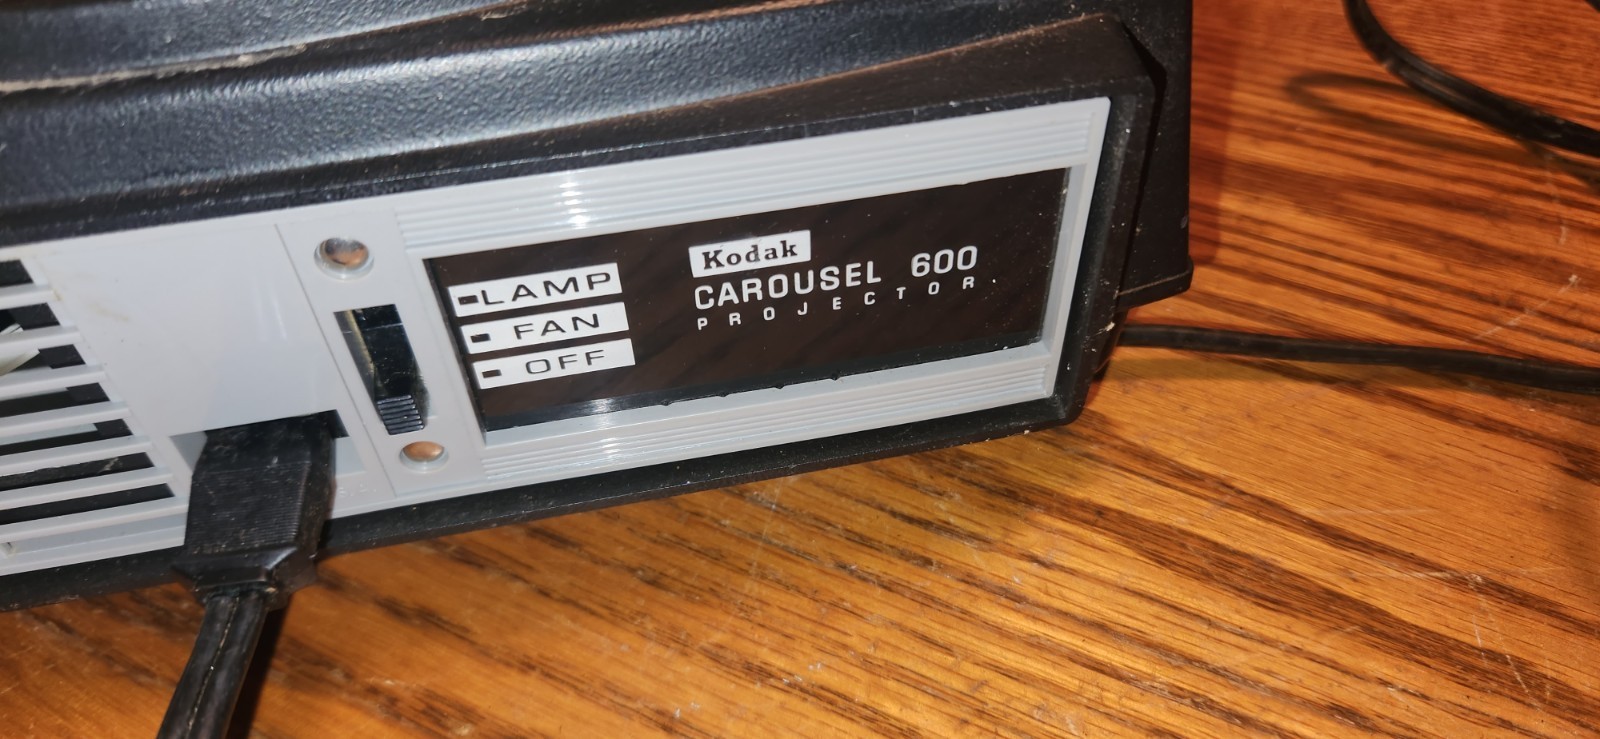 LAMP
FAN
OFF
Kodak
CAROUSEL 600
PROJECTOR.